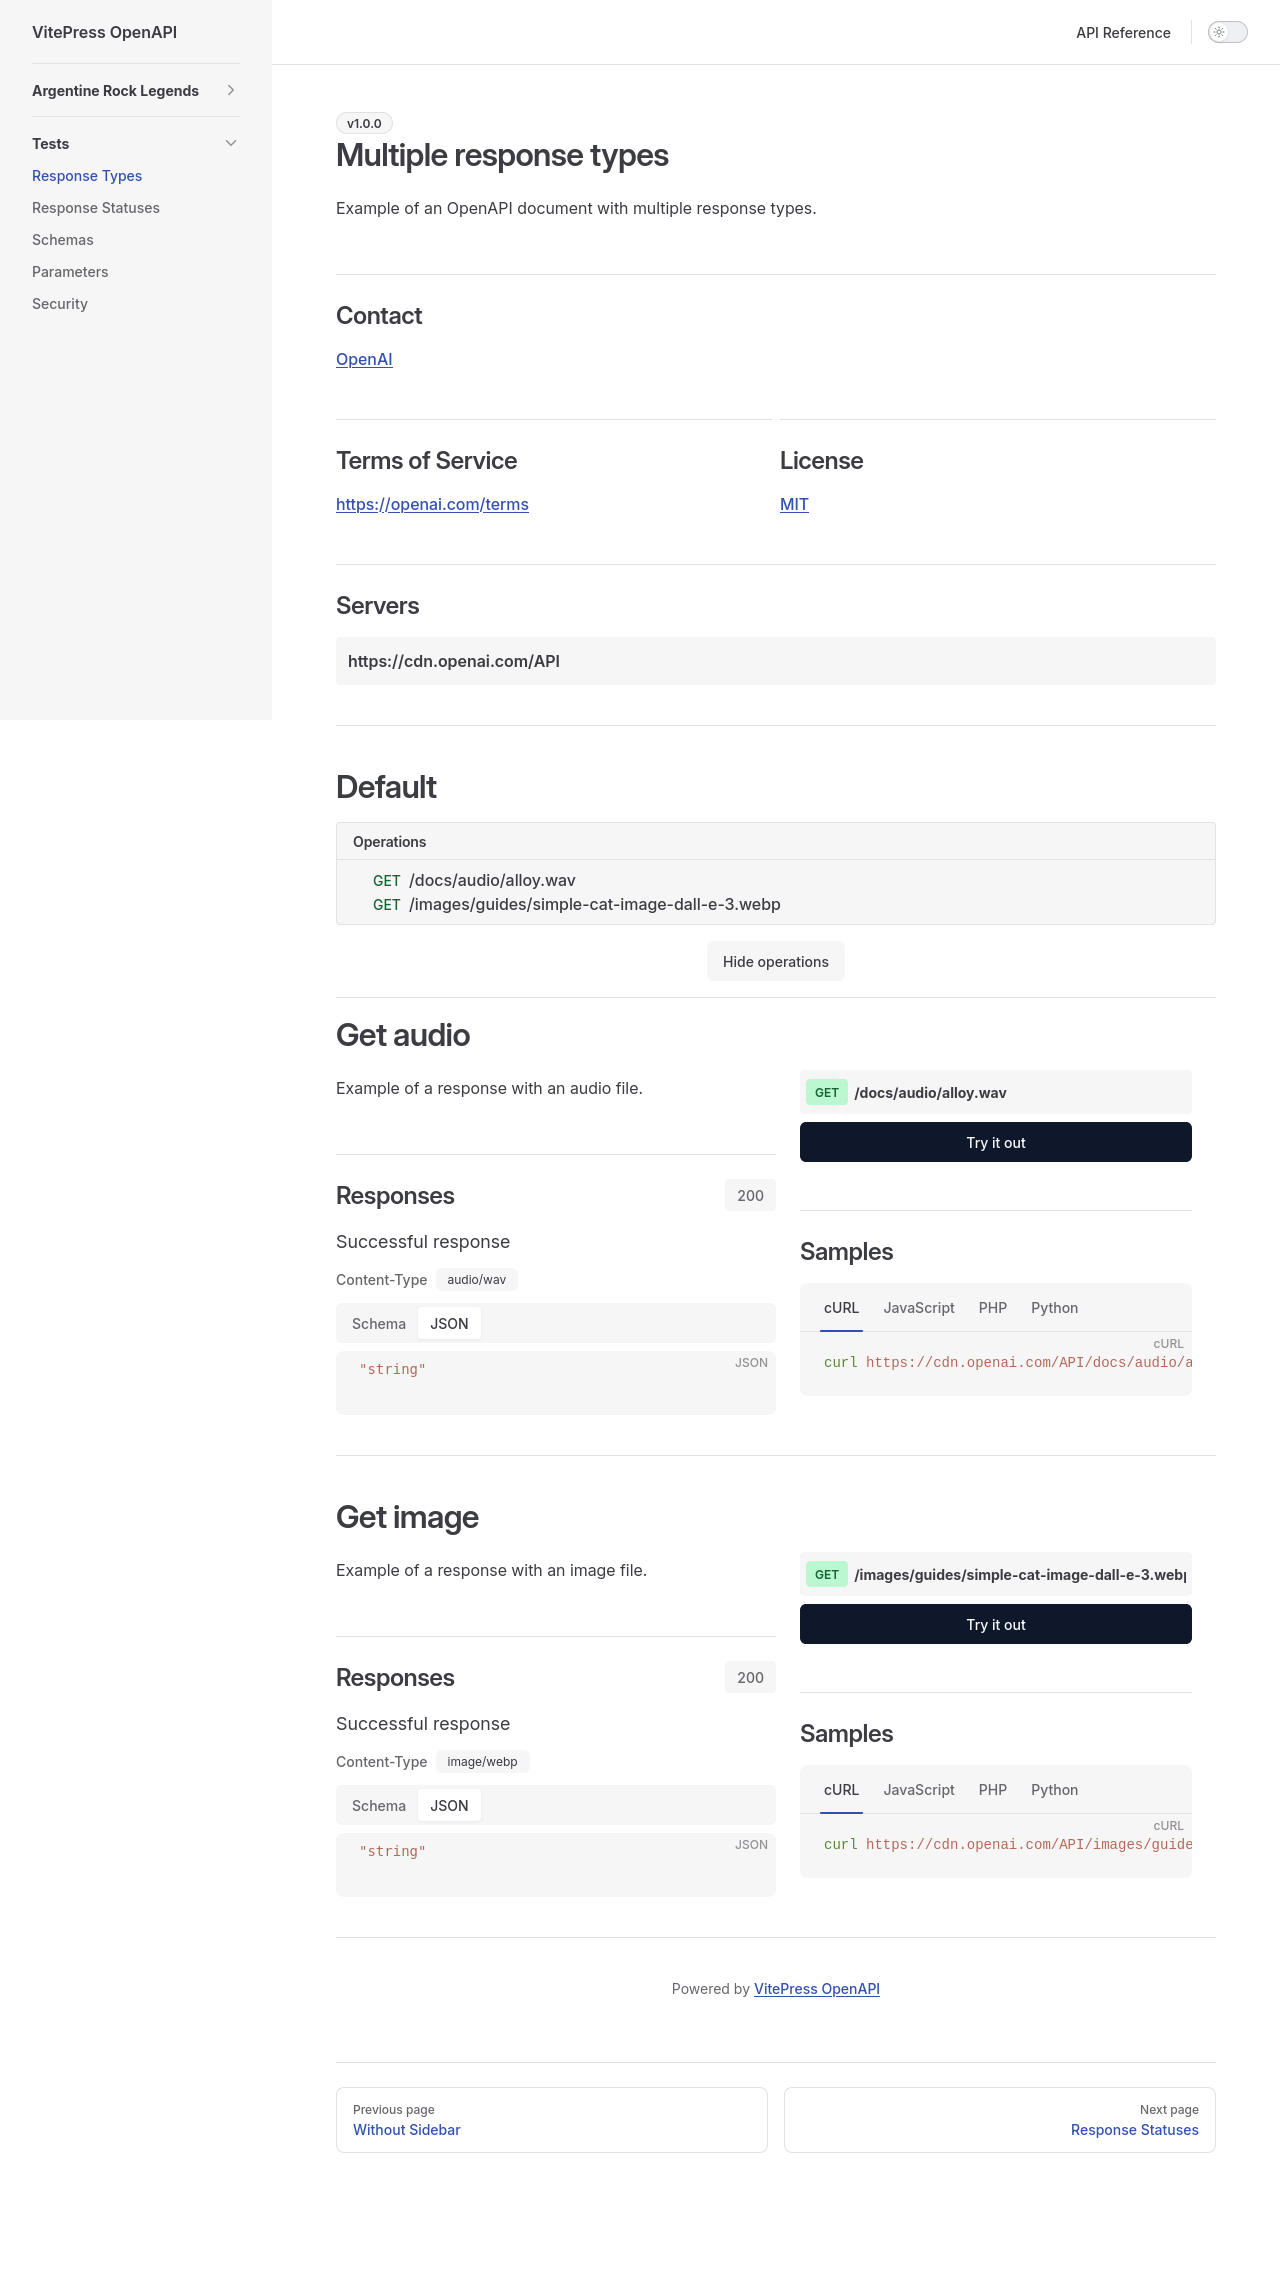 VitePress OpenAPI
API Reference
Argentine Rock Legends
Tests
Response Types
Response Statuses
Schemas
Parameters
Security
v1.0.0
Multiple response types
Example of an OpenAPI document with multiple response types.
Contact
OpenAI
Terms of Service
https://openai.com/terms
License
MIT
Servers
https://cdn.openai.com/API
Default
Operations
GET /docs/audio/alloy.wav
GET /images/guides/simple-cat-image-dall-e-3.webp
Hide operations
Get audio
Example of a response with an audio file.
GET /docs/audio/alloy.wav
Try it out
Responses
200
Successful response
Content-Type audio/wav
Schema JSON
JSON
"string"
Samples
cURL JavaScript PHP Python
cURL
curl https://cdn.openai.com/API/docs/audio/a
Get image
Example of a response with an image file.
GET /images/guides/simple-cat-image-dall-e-3.webp
Try it out
Responses
200
Successful response
Content-Type image/webp
Schema JSON
JSON
"string"
Samples
cURL JavaScript PHP Python
cURL
curl https://cdn.openai.com/API/images/guide
Powered by VitePress OpenAPI
Previous page
Without Sidebar
Next page
Response Statuses